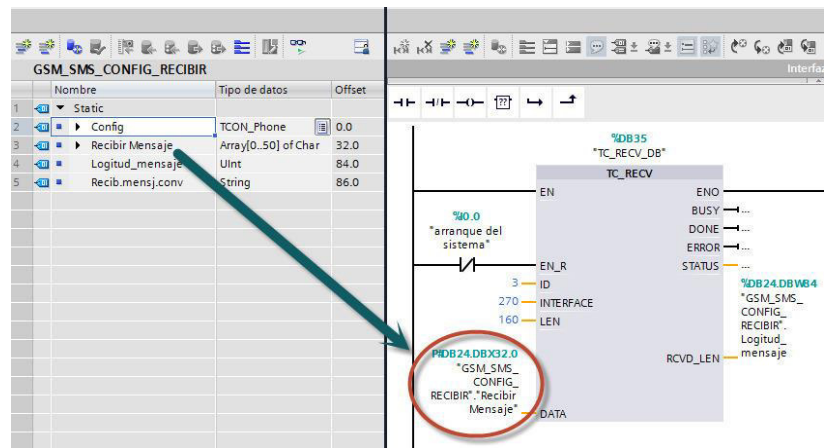 GSM_SMS_CONFIG_RECIBIR
Nombre Tipo de datos Offset
1 Static
2 Config TCON_Phone 0.0
3 Recibir Mensaje Array[0..50] of Char 32.0
4 Logitud_mensaje UInt 84.0
5 Recib.mensj.conv String 86.0
Interfaz
??
%DB35
"TC_RECV_DB"
TC_RECV
EN ENO
BUSY ...
DONE ...
ERROR ...
STATUS ...
%I0.0
"arranque del
sistema"
EN_R
3 ID
270 INTERFACE
160 LEN
%DB24.DBW84
"GSM_SMS_
CONFIG_
RECIBIR".
Logitud_
mensaje
RCVD_LEN
P#DB24.DBX32.0
"GSM_SMS_
CONFIG_
RECIBIR"."Recibir
Mensaje"
DATA